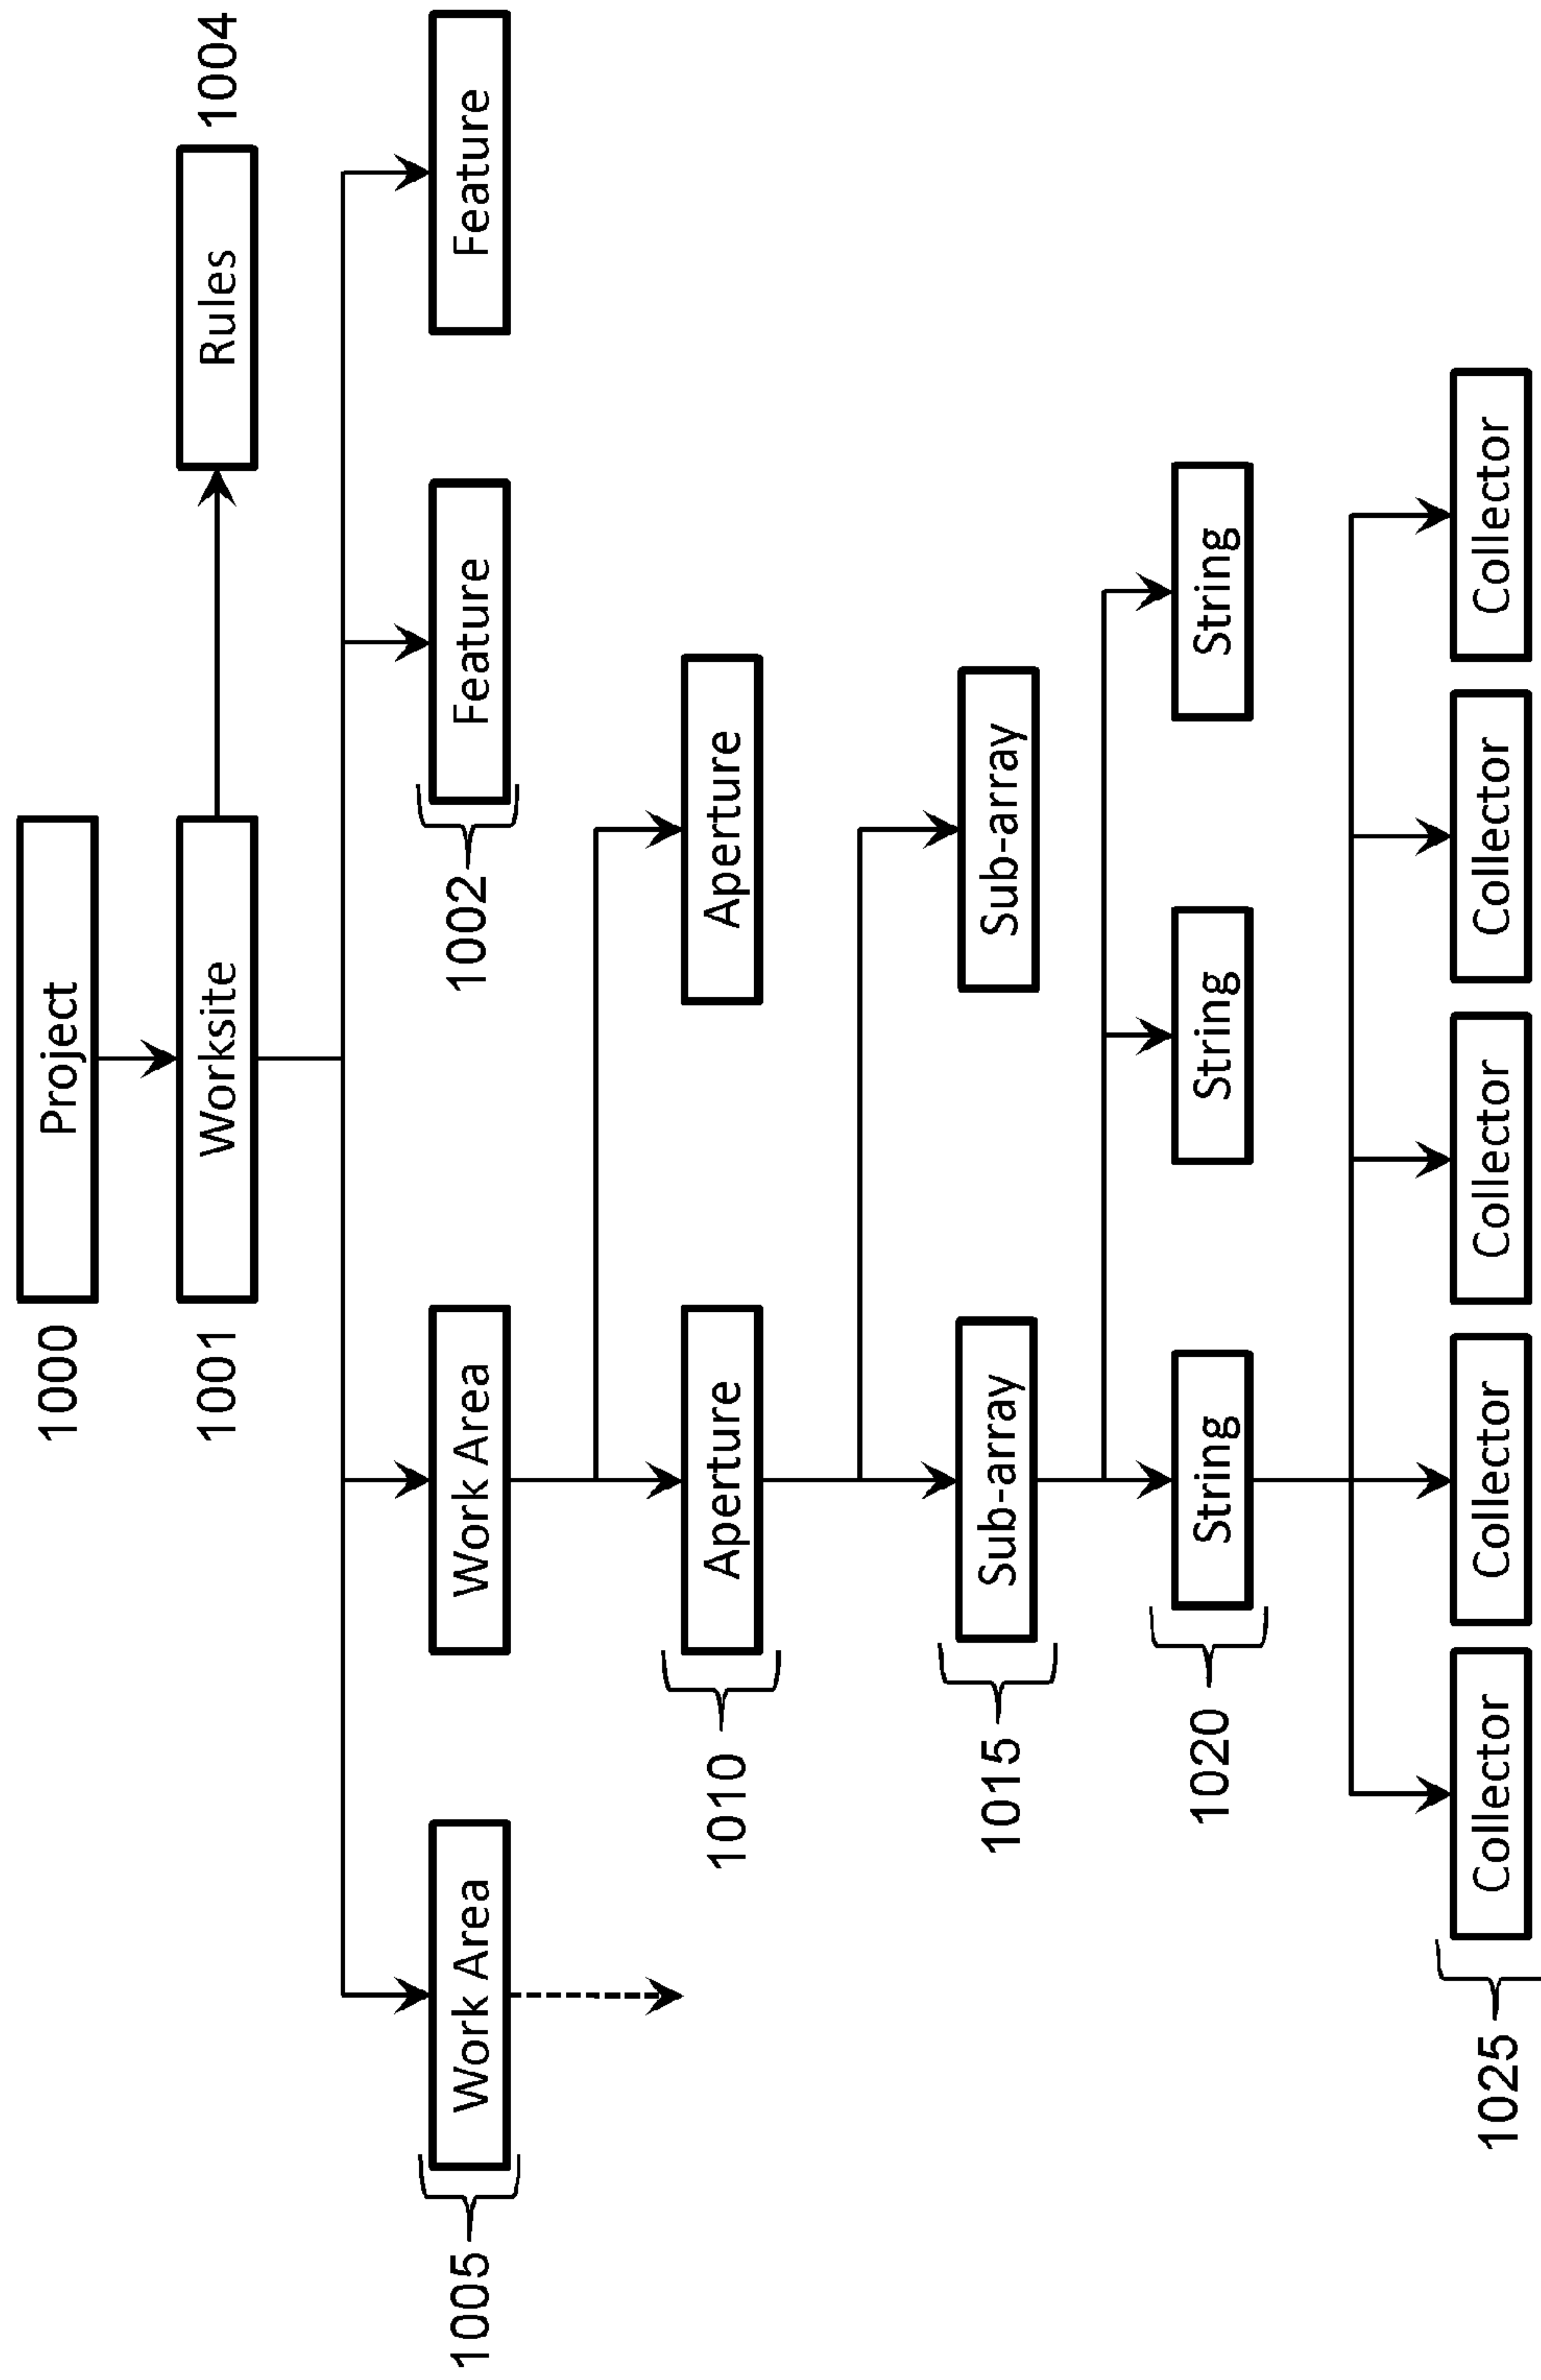 1000
Project
1001
Worksite
Rules
1004
1005
Work Area
Work Area
1002
Feature
Feature
1010
Aperture
Aperture
1015
Sub-array
Sub-array
1020
String
String
String
1025
Collector
Collector
Collector
Collector
Collector